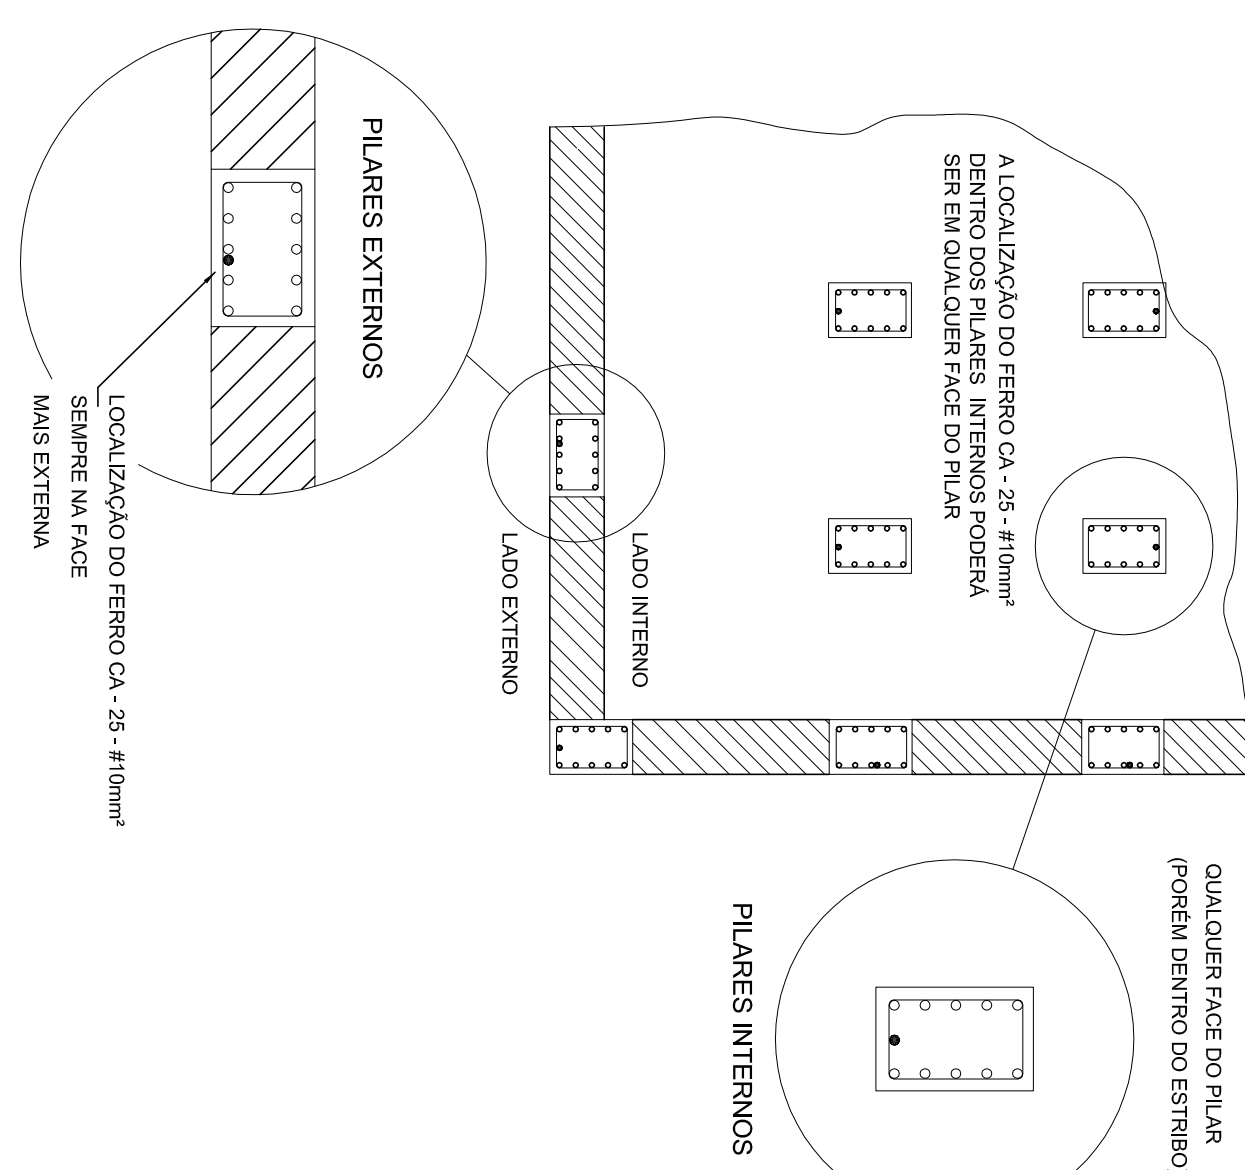 A LOCALIZAÇÃO DO FERRO CA - 25 - #10mm²
DENTRO DOS PILARES INTERNOS PODERÁ
SER EM QUALQUER FACE DO PILAR
PILARES EXTERNOS
LADO INTERNO
LADO EXTERNO
LOCALIZAÇÃO DO FERRO CA - 25 - #10mm²
SEMPRE NA FACE
MAIS EXTERNA
QUALQUER FACE DO PILAR
(PORÉM DENTRO DO ESTRIBO)
PILARES INTERNOS